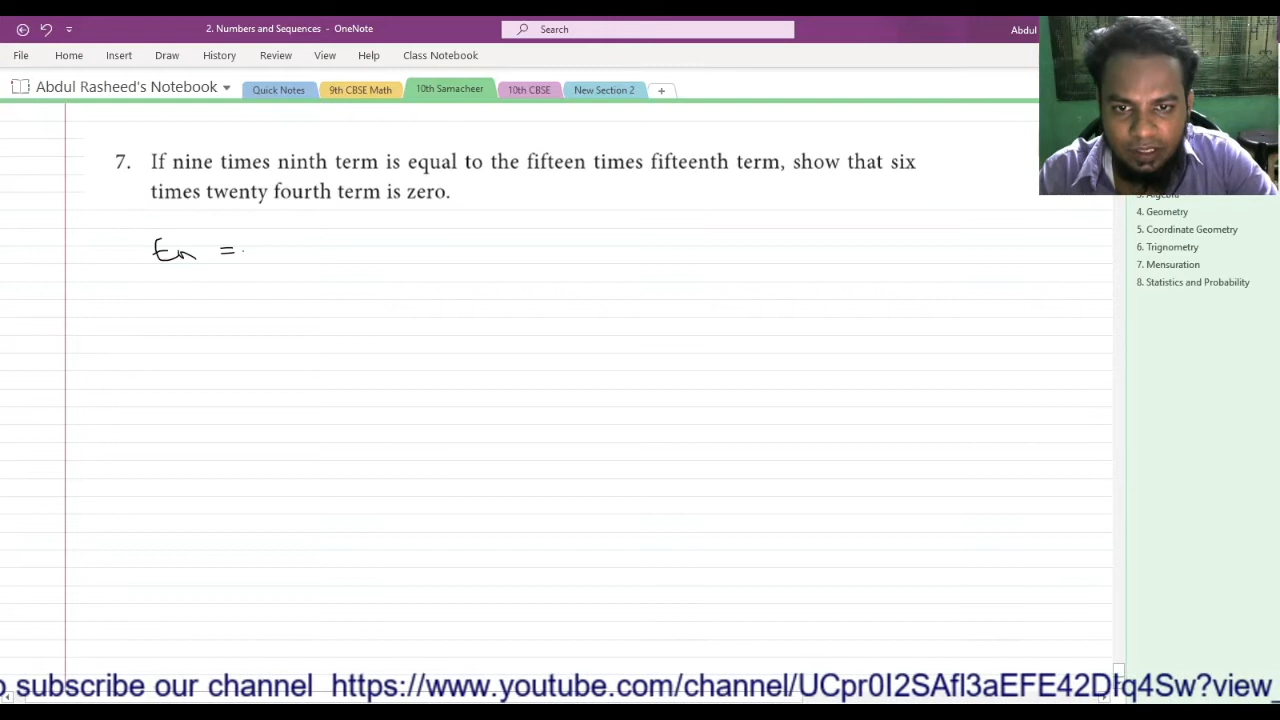 2. Numbers and Sequences - OneNote
Search
Abdul
File Home Insert Draw History Review View Help Class Notebook
Abdul Rasheed's Notebook
Quick Notes 9th CBSE Math 10th Samacheer 10th CBSE New Section 2 +
7. If nine times ninth term is equal to the fifteen times fifteenth term, show that six
times twenty fourth term is zero.
tn =
3. Algebra
4. Geometry
5. Coordinate Geometry
6. Trignometry
7. Mensuration
8. Statistics and Probability
o subscribe our channel https://www.youtube.com/channel/UCpr0I2SAfl3aEFE42DIq4Sw?view_